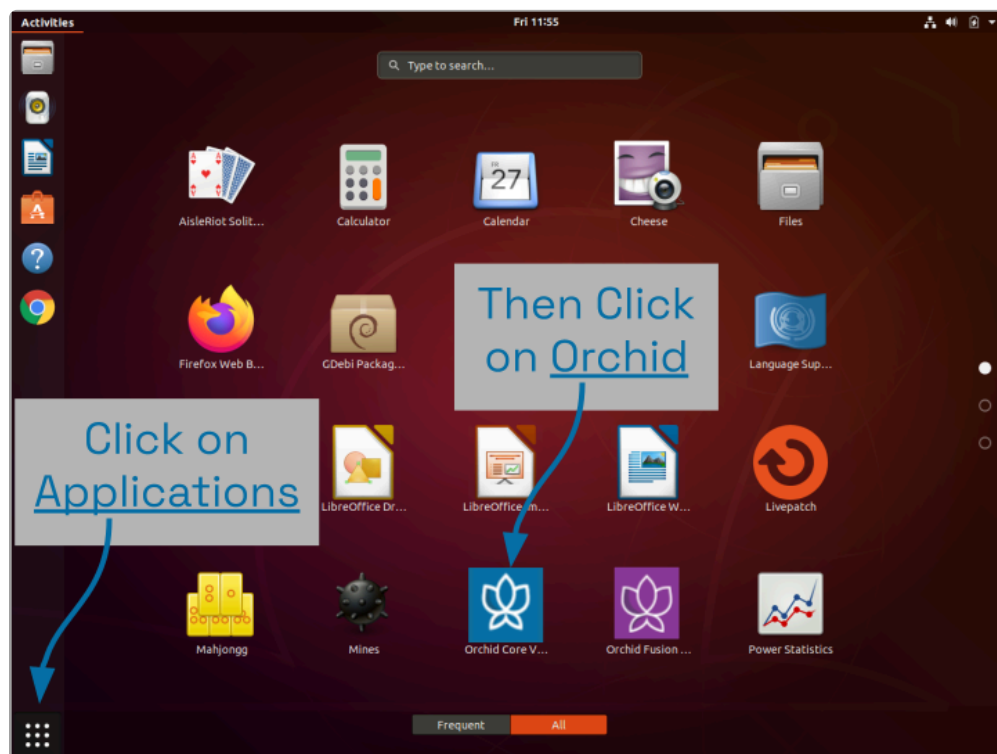 Activities
Fri 11:55
Type to search...
AisleRiot Solit...
Calculator
FR
27
Calendar
Cheese
Files
Firefox Web B...
GDebi Packag...
Then Click
on Orchid
Language Sup...
Click on
Applications
LibreOffice Dr...
LibreOffice Im...
LibreOffice W...
Livepatch
Mahjongg
Mines
Orchid Core V...
Orchid Fusion ...
Power Statistics
Frequent
All